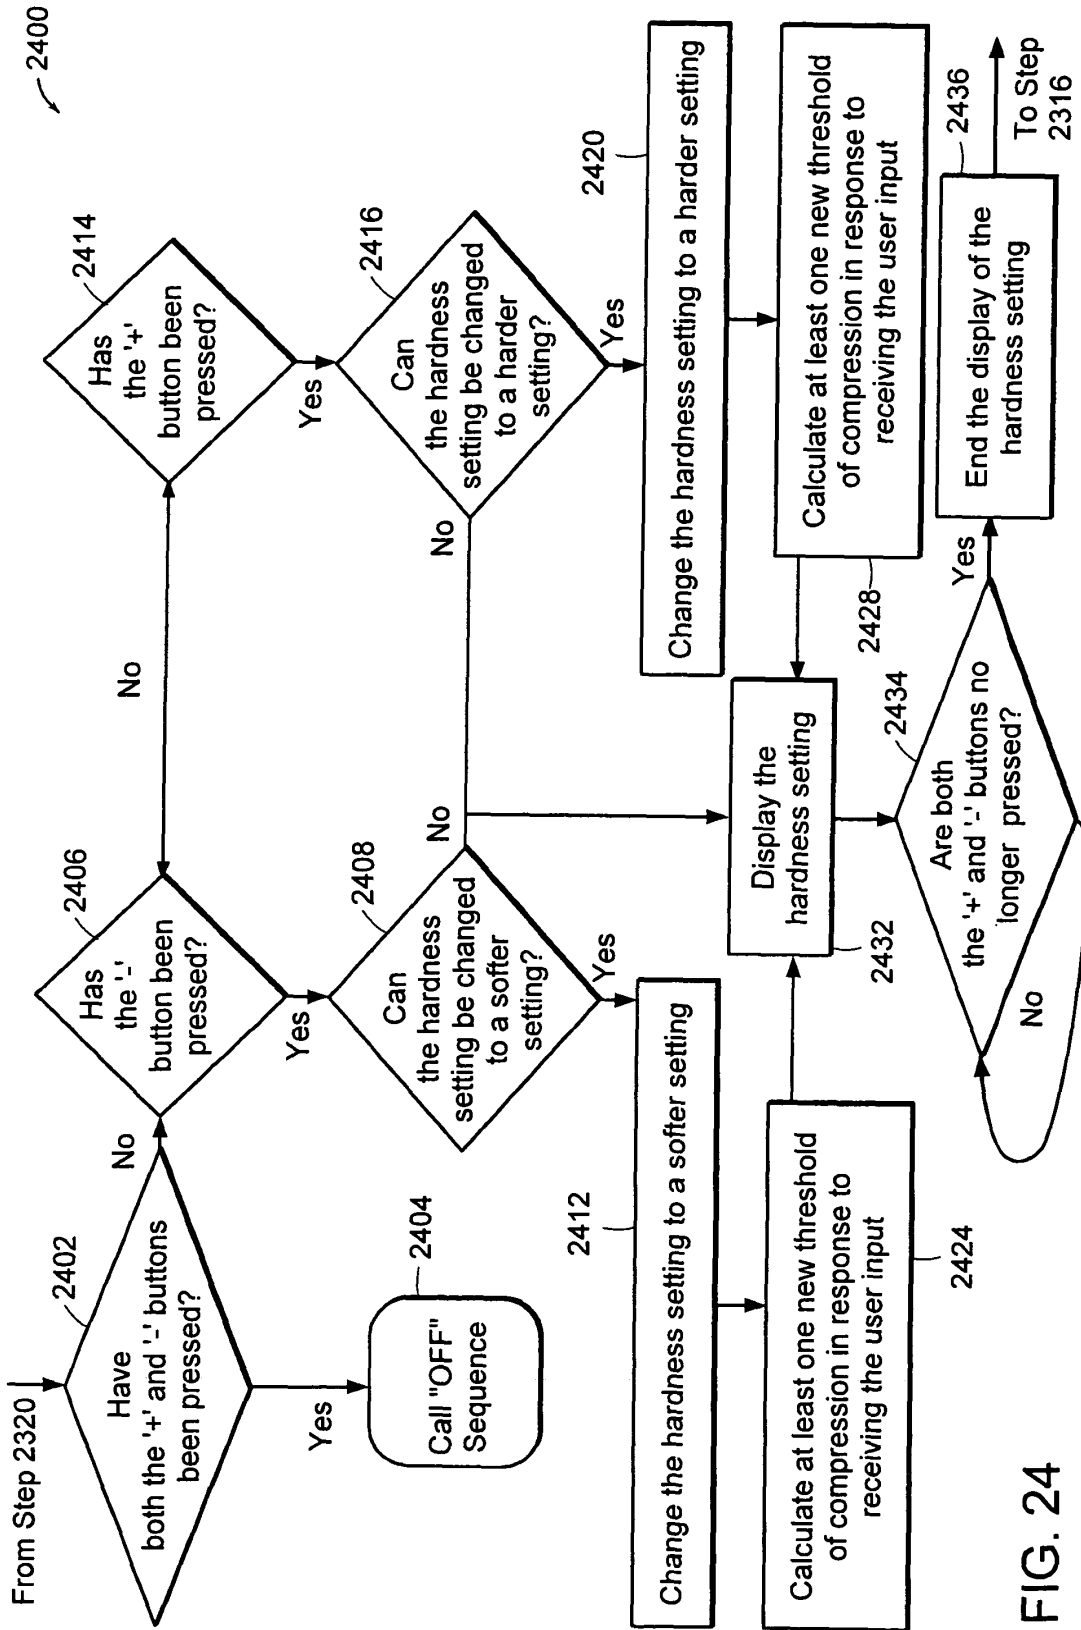 2400
From Step 2320
Have
both the '+' and '-' buttons
been pressed?
2402
No
Yes
Call "OFF"
Sequence
2404
Has
the '-'
button been
pressed?
2406
No
Yes
Has
the '+'
button been
pressed?
2414
Yes
Can
the hardness
setting be changed
to a softer
setting?
2408
No
Yes
Can
the hardness
setting be changed
to a harder
setting?
2416
No
Yes
2412
Change the hardness setting to a softer setting
2420
Change the hardness setting to a harder setting
Calculate at least one new threshold
of compression in response to
receiving the user input
2424
Display the
hardness setting
2432
Calculate at least one new threshold
of compression in response to
receiving the user input
2428
Are both
the '+' and '-' buttons no
longer pressed?
2434
No
Yes
End the display of the
hardness setting
2436
To Step
2316
FIG. 24